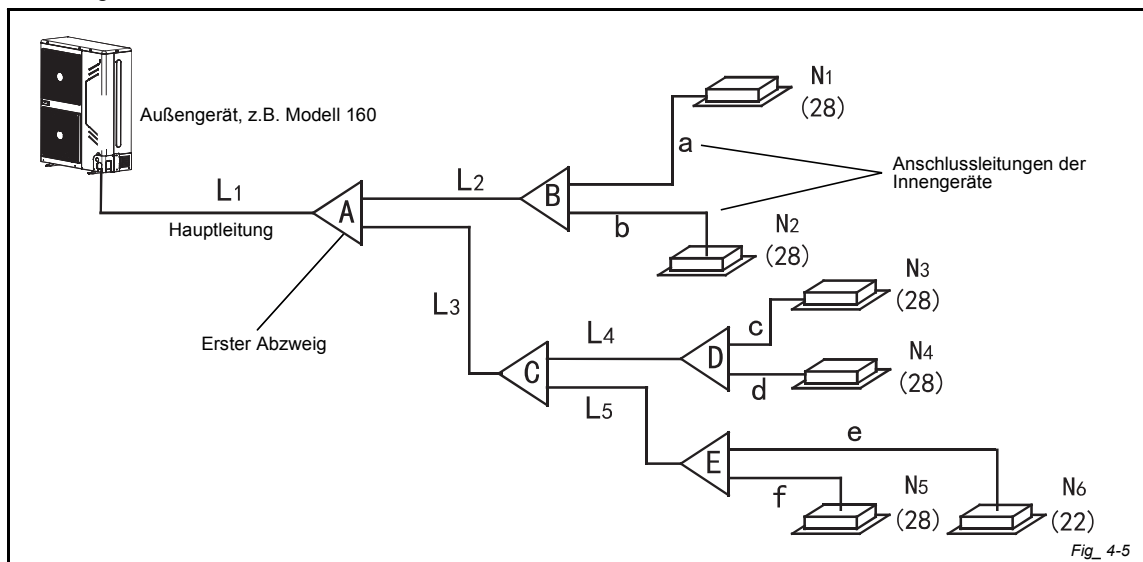 Außengerät, z.B. Modell 160
L1
Hauptleitung
A
Erster Abzweig
L2
B
a
b
N1
(28)
Anschlussleitungen der
Innengeräte
N2
(28)
L3
C
L4
D
c
d
N3
(28)
N4
(28)
L5
E
e
f
N5
(28)
N6
(22)
Fig_ 4-5